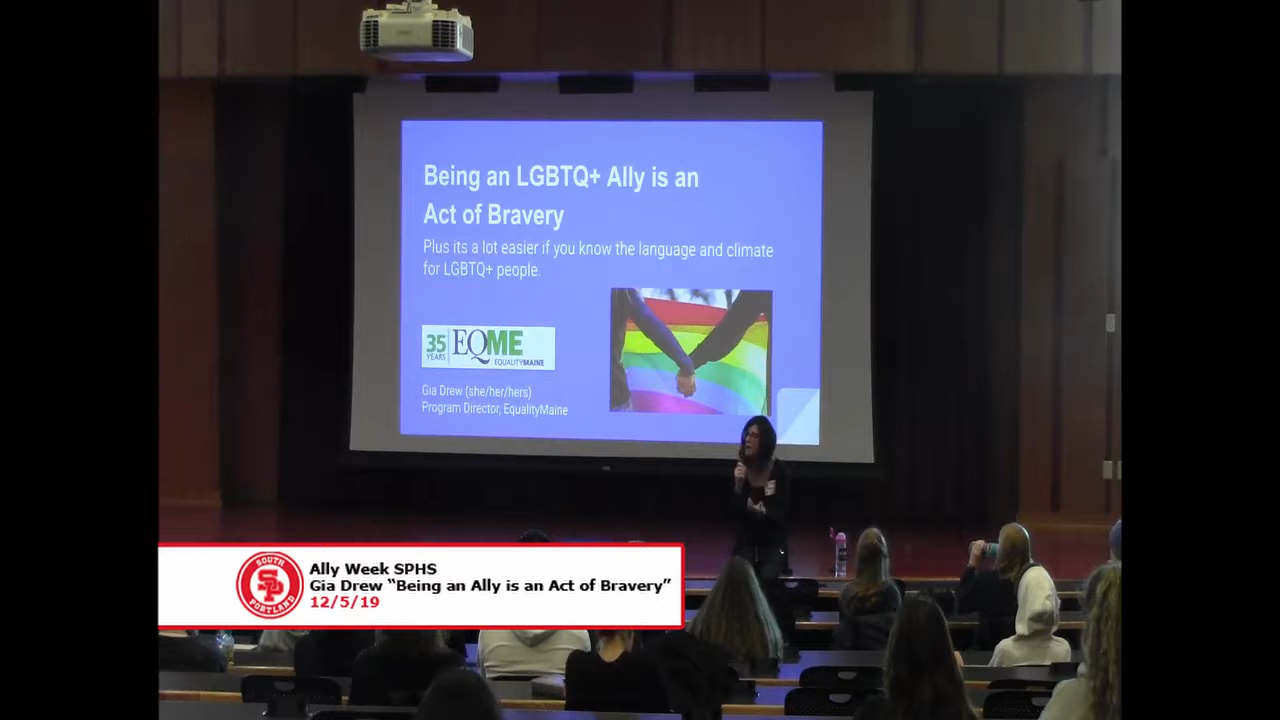 Being an LGBTQ+ Ally is an
Act of Bravery
Plus its a lot easier if you know the language and climate
for LGBTQ+ people.
35
YEARS
EQME
EQUALITYMAINE
Gia Drew (she/her/hers)
Program Director, EqualityMaine
SOUTH
SP
PORTLAND
Ally Week SPHS
Gia Drew “Being an Ally is an Act of Bravery”
12/5/19